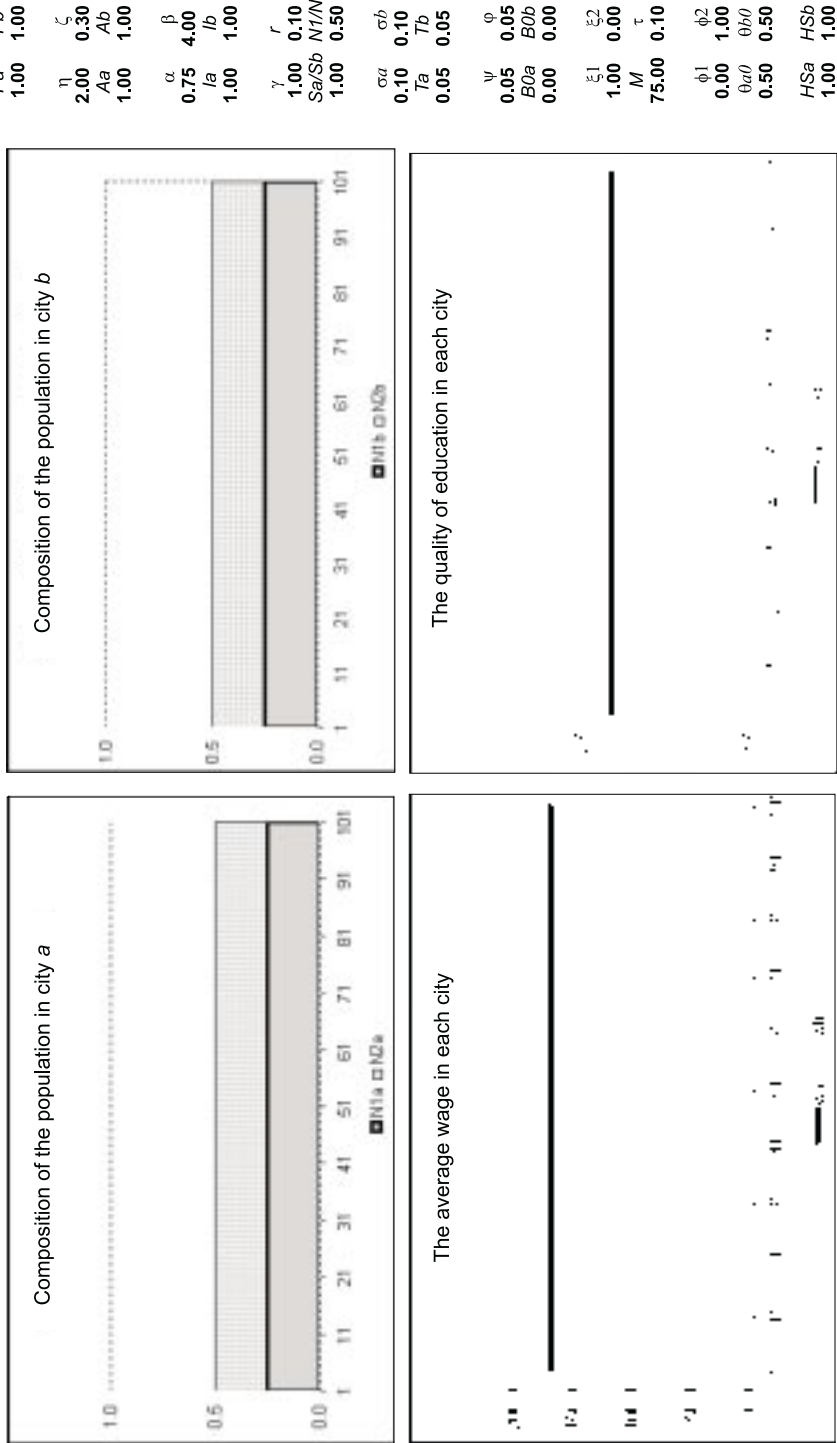 Composition of the population in city a
1.0
0.5
0.0
1 11 21 31 41 51 61 71 81 91 101
N1a N2a
Composition of the population in city b
1.0
0.5
0.0
1 11 21 31 41 51 61 71 81 91 101
N1b N2b
The average wage in each city
The quality of education in each city
1.00 1.00
η ζ
2.00 0.30
Aa Ab
1.00 1.00
α β
0.75 4.00
Ia Ib
1.00 1.00
γ r
1.00 0.10
Sa/Sb N1/N
1.00 0.50
σa σb
0.10 0.10
Ta Tb
0.05 0.05
ψ φ
0.05 0.05
B0a B0b
0.00 0.00
ξ1 ξ2
1.00 0.00
M τ
75.00 0.10
ϕ1 ϕ2
0.00 1.00
θa0 θb0
0.50 0.50
HSa HSb
1.00 1.00